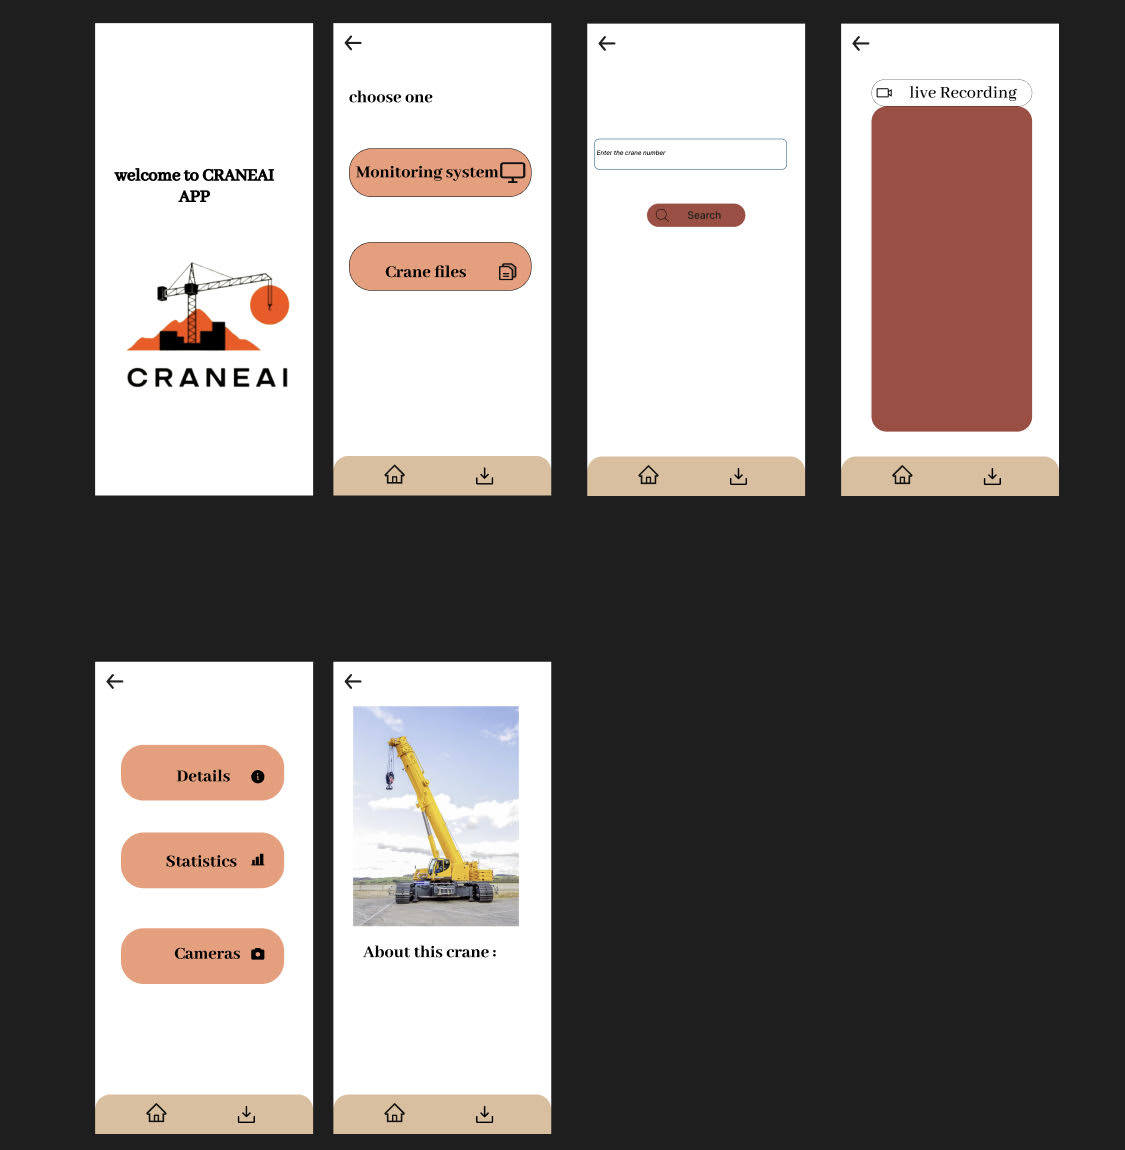 welcome to CRANEAI
APP
CRANEAI
choose one
Monitoring system
Crane files
Enter the crane number
Search
live Recording
Details
Statistics
Cameras
About this crane :